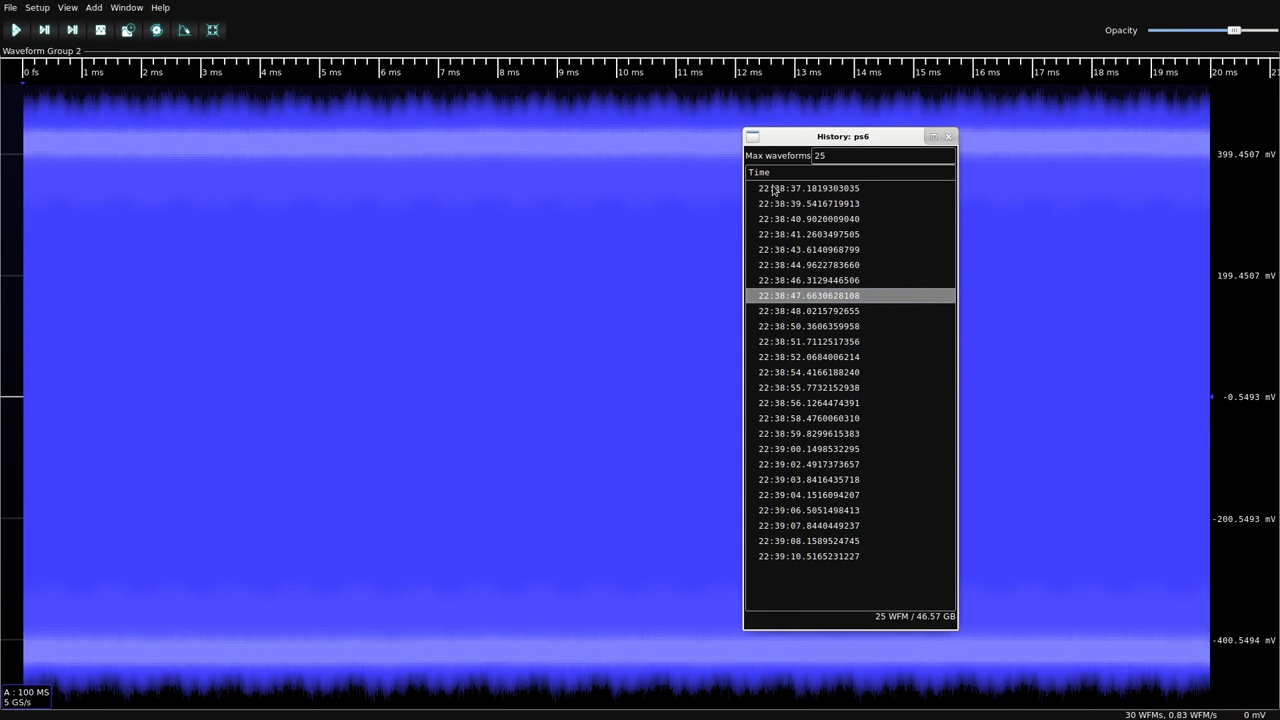 File Setup View Add Window Help
Opacity
Waveform Group 2
0 fs 1 ms 2 ms 3 ms 4 ms 5 ms 6 ms 7 ms 8 ms 9 ms 10 ms 11 ms 12 ms 13 ms 14 ms 15 ms 16 ms 17 ms 18 ms 19 ms 20 ms
History: ps6
Max waveforms 25
Time
22:38:37.1819303035
22:38:39.5416719913
22:38:40.9020009040
22:38:41.2603497505
22:38:43.6140968799
22:38:44.9622783660
22:38:46.3129446506
22:38:47.6630628108
22:38:48.0215792655
22:38:50.3606359958
22:38:51.7112517356
22:38:52.0684006214
22:38:54.4166188240
22:38:55.7732152938
22:38:56.1264474391
22:38:58.4760060310
22:38:59.8299615383
22:39:00.1498532295
22:39:02.4917373657
22:39:03.8416435718
22:39:04.1516094207
22:39:06.5051498413
22:39:07.8440449237
22:39:08.1589524745
22:39:10.5165231227
25 WFM / 46.57 GB
399.4507 mV
199.4507 mV
-0.5493 mV
-200.5493 mV
-400.5494 mV
A : 100 MS
5 GS/s
30 WFMs, 0.83 WFM/s 0 mV